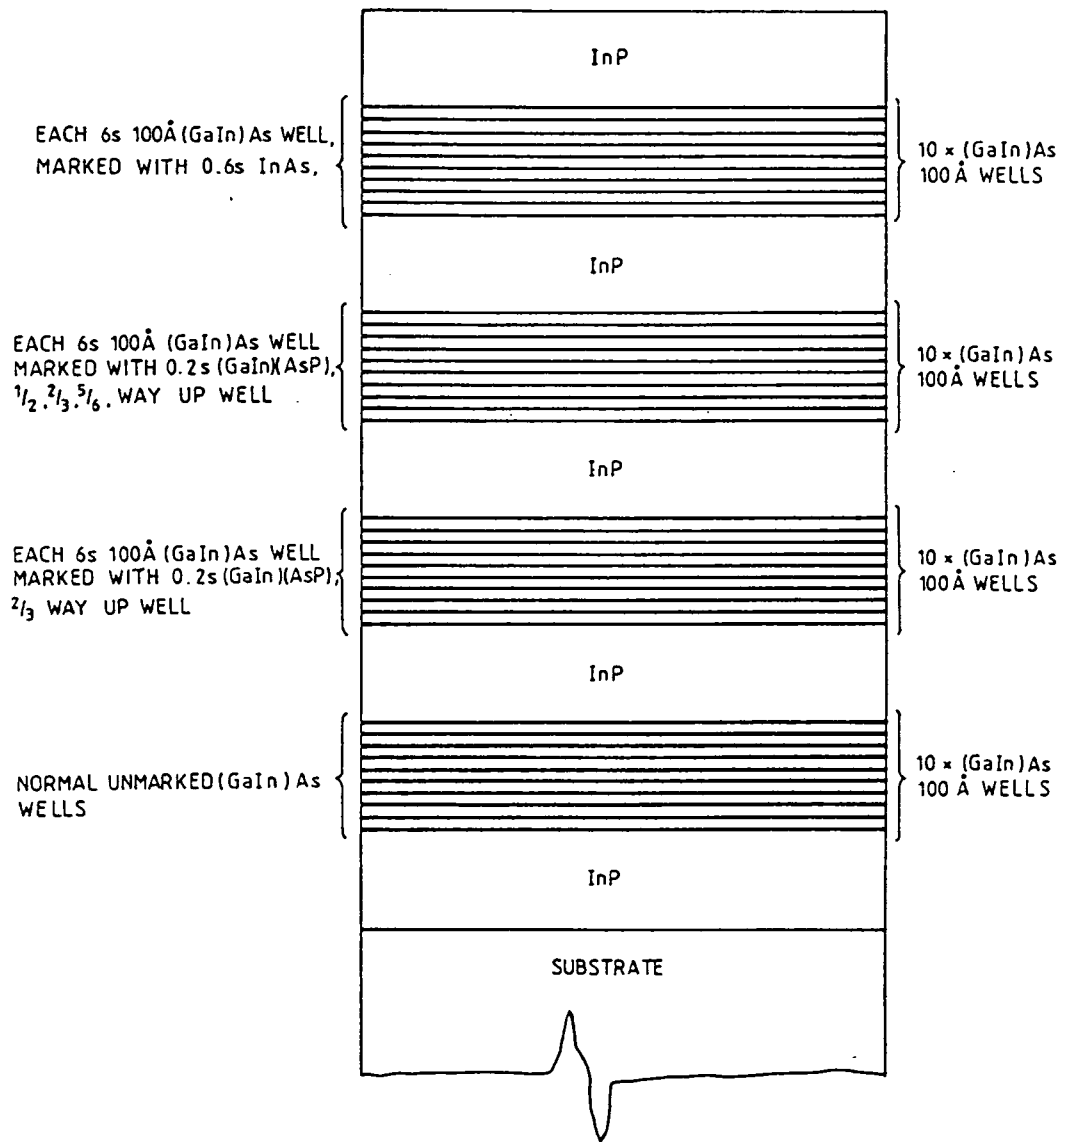 InP
EACH 6s 100Å (GaIn) As WELL,
MARKED WITH 0.6s InAs,
10 × (GaIn) As
100 Å WELLS
InP
EACH 6s 100Å (GaIn) As WELL
MARKED WITH 0.2s (GaIn)(AsP),
1/2, 2/3, 5/6, WAY UP WELL
10 × (GaIn) As
100Å WELLS
InP
EACH 6s 100Å (GaIn) As WELL
MARKED WITH 0.2s (GaIn)(AsP),
2/3 WAY UP WELL
10 × (GaIn) As
100Å WELLS
InP
NORMAL UNMARKED (GaIn) As
WELLS
10 × (GaIn) As
100 Å WELLS
InP
SUBSTRATE